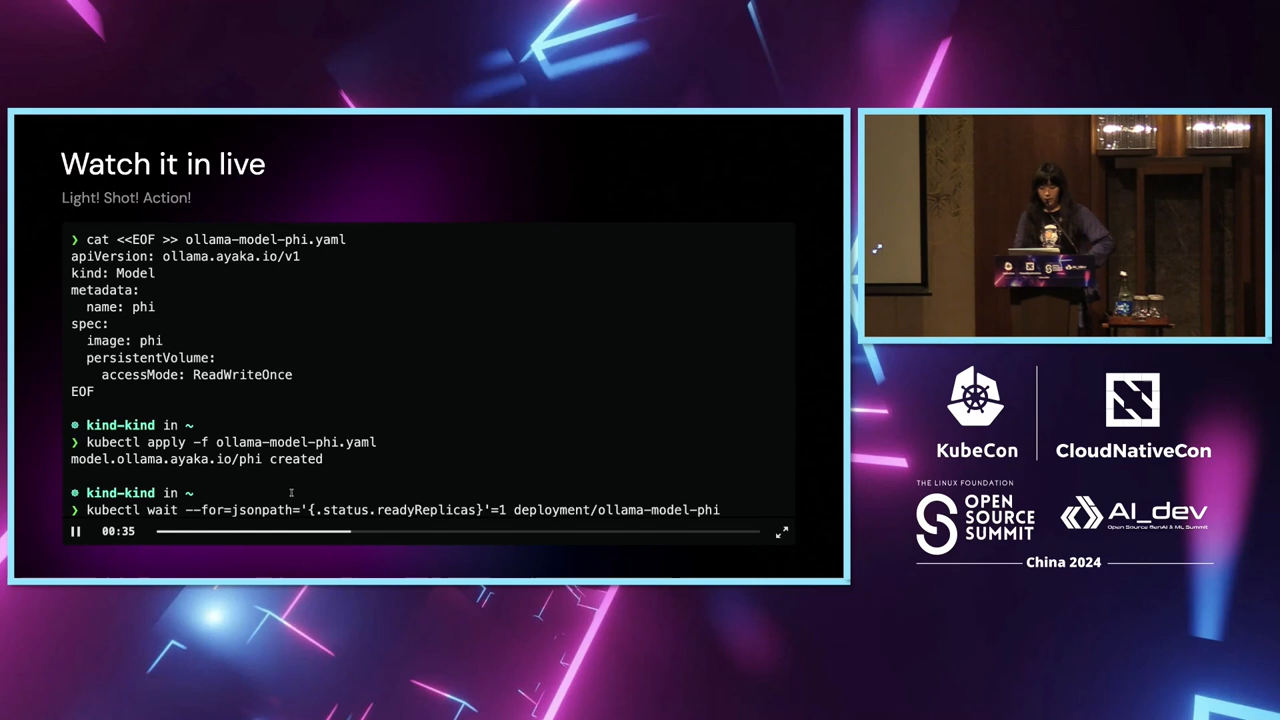 Watch it in live
Light! Shot! Action!
❯ cat <<EOF >> ollama-model-phi.yaml
apiVersion: ollama.ayaka.io/v1
kind: Model
metadata:
  name: phi
spec:
  image: phi
  persistentVolume:
    accessMode: ReadWriteOnce
EOF
kind-kind in ~
❯ kubectl apply -f ollama-model-phi.yaml
model.ollama.ayaka.io/phi created
kind-kind in ~
❯ kubectl wait --for=jsonpath='{.status.readyReplicas}'=1 deployment/ollama-model-phi
00:35
KubeCon
CloudNativeCon
THE LINUX FOUNDATION
OPEN
SOURCE
SUMMIT
AI_dev
Open Source GenAI & ML Summit
China 2024